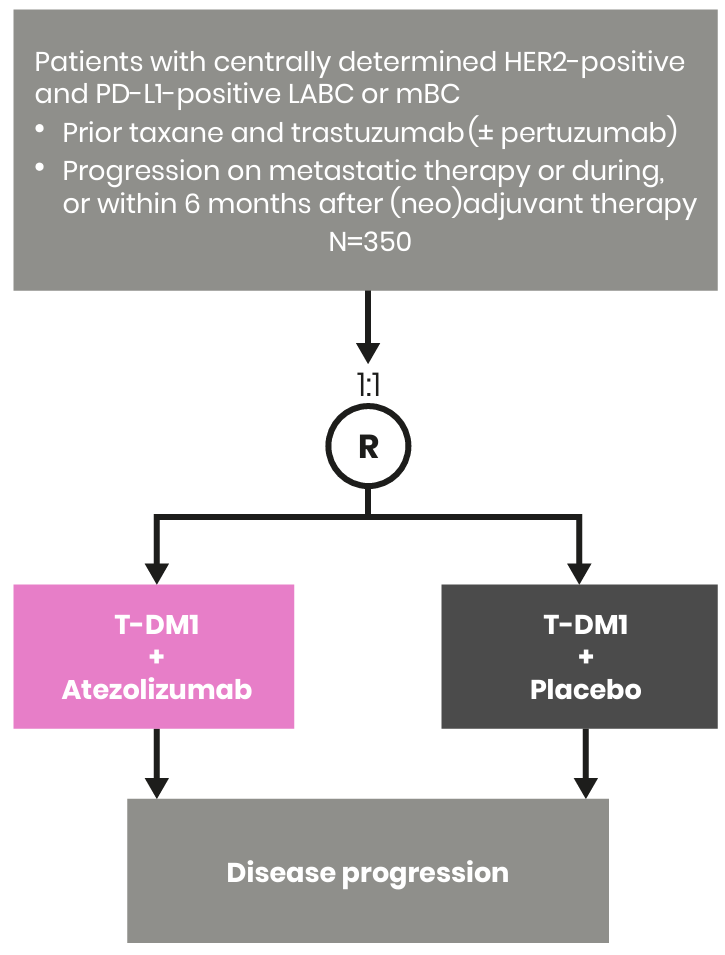 Patients with centrally determined HER2-positive
and PD-L1-positive LABC or mBC
• Prior taxane and trastuzumab (± pertuzumab)
• Progression on metastatic therapy or during,
or within 6 months after (neo)adjuvant therapy
N=350
1:1
R
T-DM1
+
Atezolizumab
T-DM1
+
Placebo
Disease progression